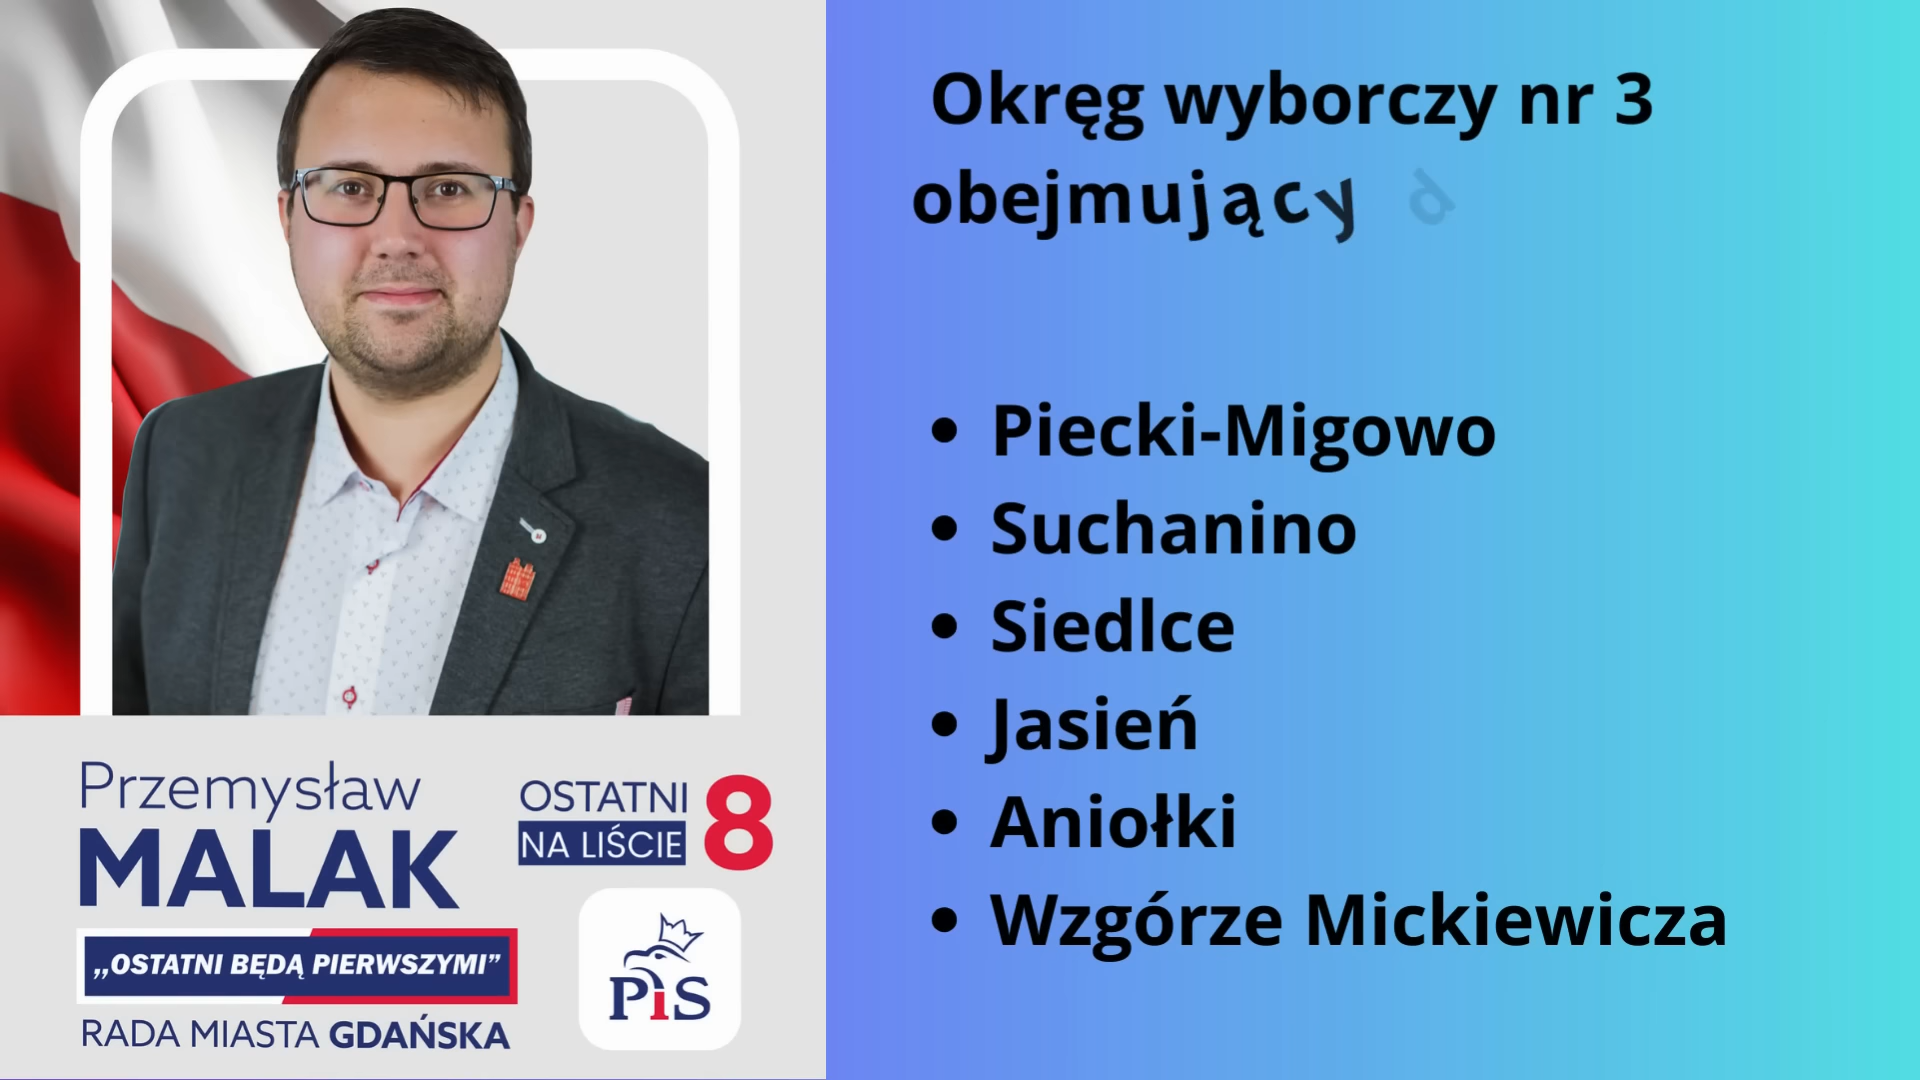 Przemysław
MALAK
OSTATNI
NA LIŚCIE
8
,,OSTATNI BĘDĄ PIERWSZYMI”
RADA MIASTA GDAŃSKA
PiS
Okręg wyborczy nr 3
obejmujący d
• Piecki-Migowo
• Suchanino
• Siedlce
• Jasień
• Aniołki
• Wzgórze Mickiewicza